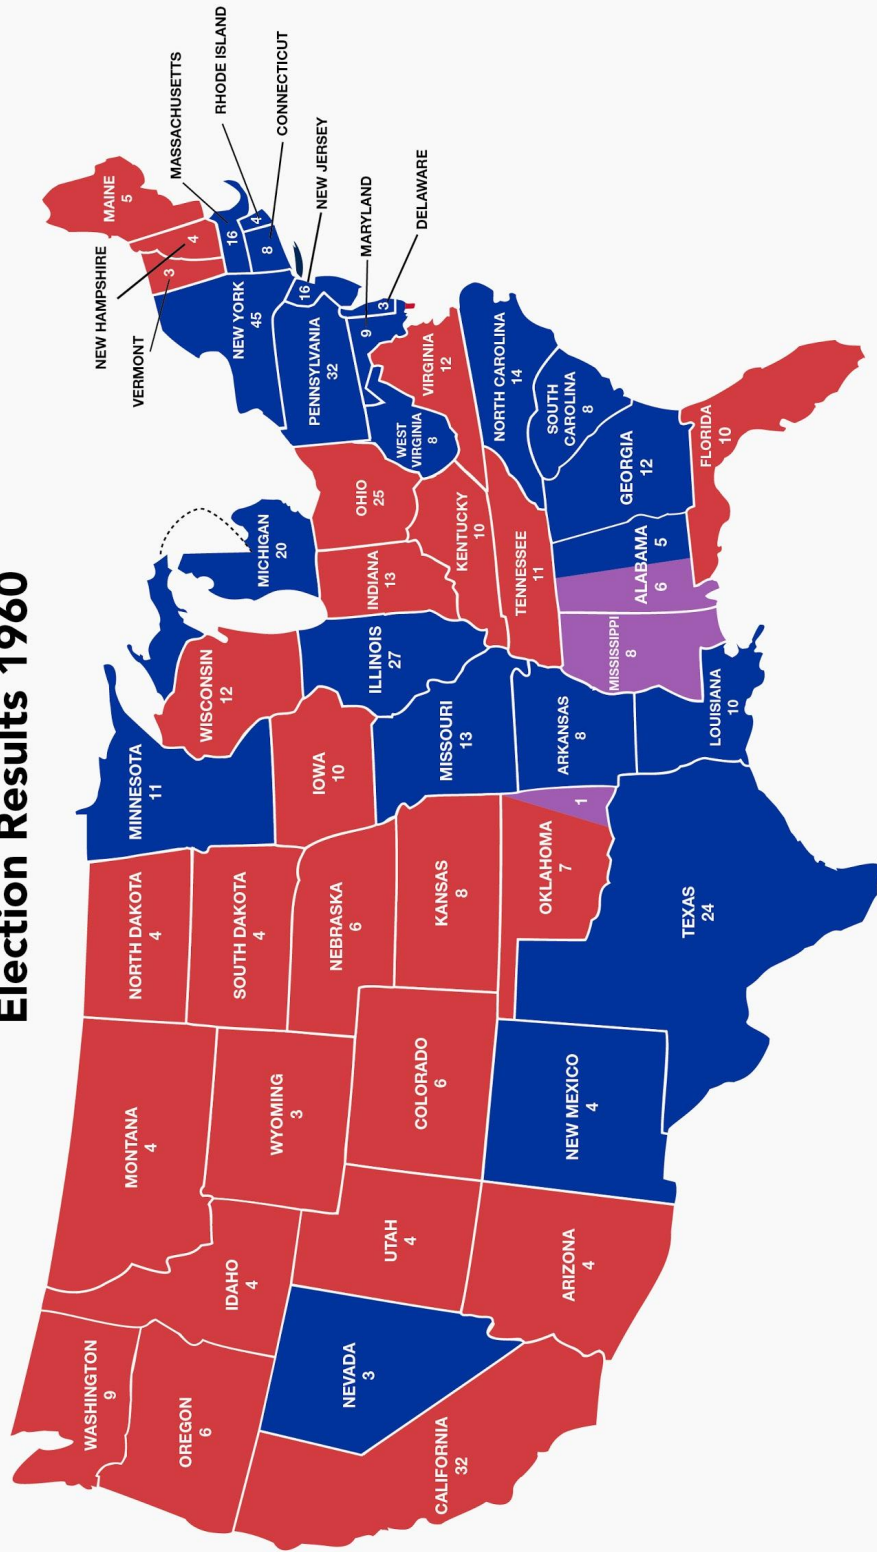 Election Results 1960
WASHINGTON
9
OREGON
6
CALIFORNIA
32
NEVADA
3
IDAHO
4
MONTANA
4
WYOMING
3
UTAH
4
ARIZONA
4
COLORADO
6
NEW MEXICO
4
NORTH DAKOTA
4
SOUTH DAKOTA
4
NEBRASKA
6
KANSAS
8
OKLAHOMA
7
1
TEXAS
24
MINNESOTA
11
IOWA
10
MISSOURI
13
ARKANSAS
8
LOUISIANA
10
WISCONSIN
12
ILLINOIS
27
MICHIGAN
20
INDIANA
13
OHIO
25
KENTUCKY
10
TENNESSEE
11
MISSISSIPPI
8
ALABAMA
6
5
GEORGIA
12
FLORIDA
10
SOUTH
CAROLINA
8
NORTH CAROLINA
14
VIRGINIA
12
WEST
VIRGINIA
8
PENNSYLVANIA
32
NEW YORK
45
VERMONT
3
NEW HAMPSHIRE
4
MAINE
5
MASSACHUSETTS
16
RHODE ISLAND
4
CONNECTICUT
8
NEW JERSEY
16
MARYLAND
9
DELAWARE
3